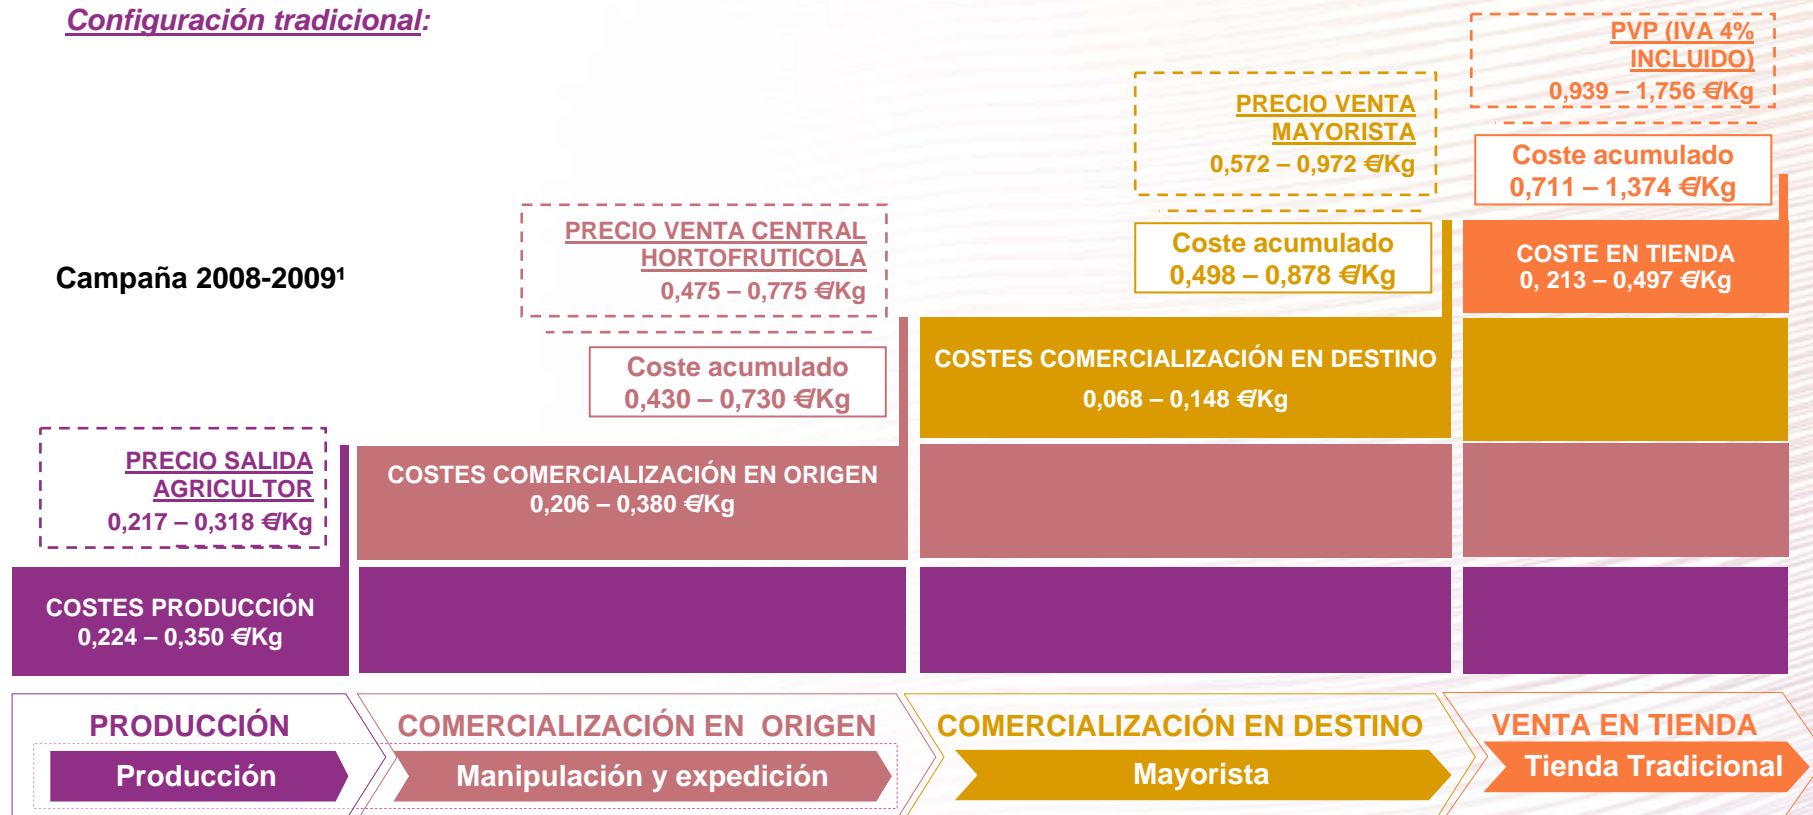 Configuración tradicional:
Campaña 2008-2009¹
PRECIO SALIDA
AGRICULTOR
0,217 – 0,318 €/Kg
COSTES PRODUCCIÓN
0,224 – 0,350 €/Kg
PRECIO VENTA CENTRAL
HORTOFRUTICOLA
0,475 – 0,775 €/Kg
Coste acumulado
0,430 – 0,730 €/Kg
COSTES COMERCIALIZACIÓN EN ORIGEN
0,206 – 0,380 €/Kg
PRECIO VENTA
MAYORISTA
0,572 – 0,972 €/Kg
Coste acumulado
0,498 – 0,878 €/Kg
COSTES COMERCIALIZACIÓN EN DESTINO
0,068 – 0,148 €/Kg
PVP (IVA 4%
INCLUIDO)
0,939 – 1,756 €/Kg
Coste acumulado
0,711 – 1,374 €/Kg
COSTE EN TIENDA
0, 213 – 0,497 €/Kg
PRODUCCIÓN
Producción
COMERCIALIZACIÓN EN ORIGEN
Manipulación y expedición
COMERCIALIZACIÓN EN DESTINO
Mayorista
VENTA EN TIENDA
Tienda Tradicional